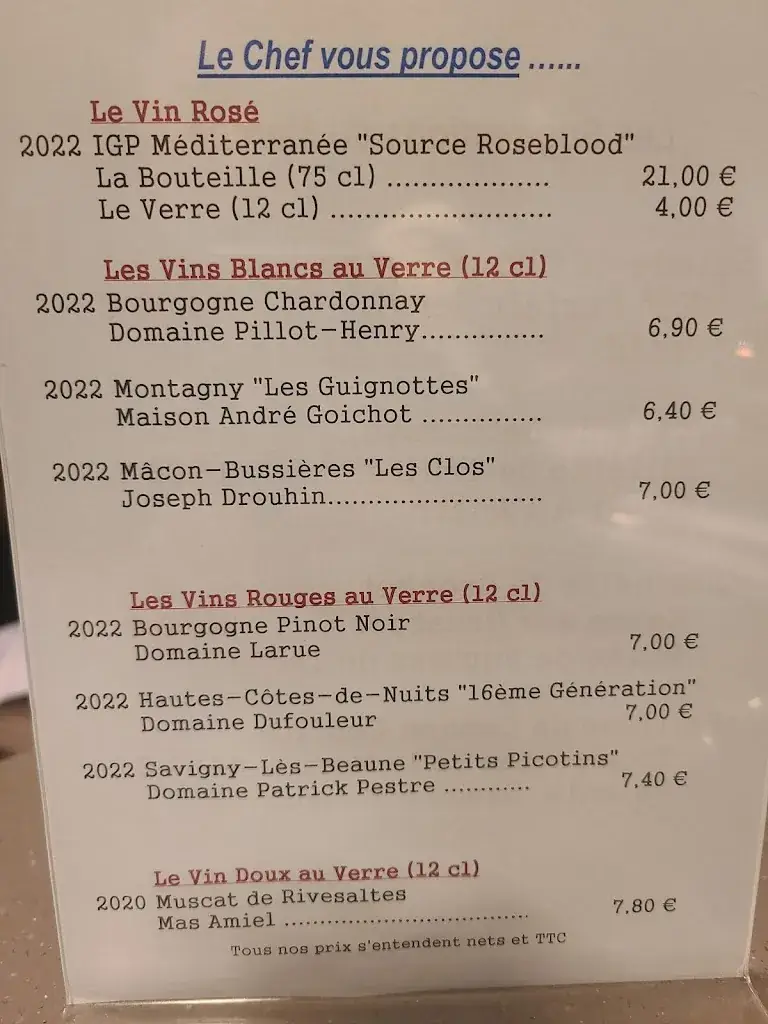 Le Chef vous propose ......
Le Vin Rosé
2022 IGP Méditerranée "Source Roseblood"
La Bouteille (75 cl) ................... 21,00 €
Le Verre (12 cl) .......................... 4,00 €
Les Vins Blancs au Verre (12 cl)
2022 Bourgogne Chardonnay
Domaine Pillot-Henry............... 6,90 €
2022 Montagny "Les Guignottes"
Maison André Goichot ............... 6,40 €
2022 Mâcon-Bussières "Les Clos"
Joseph Drouhin........................... 7,00 €
Les Vins Rouges au Verre (12 cl)
2022 Bourgogne Pinot Noir
Domaine Larue 7,00 €
2022 Hautes-Côtes-de-Nuits "16ème Génération"
Domaine Dufouleur 7,00 €
2022 Savigny-Lès-Beaune "Petits Picotins"
Domaine Patrick Pestre ............ 7,40 €
Le Vin Doux au Verre (12 cl)
2020 Muscat de Rivesaltes
Mas Amiel .................................. 7,80 €
Tous nos prix s'entendent nets et TTC